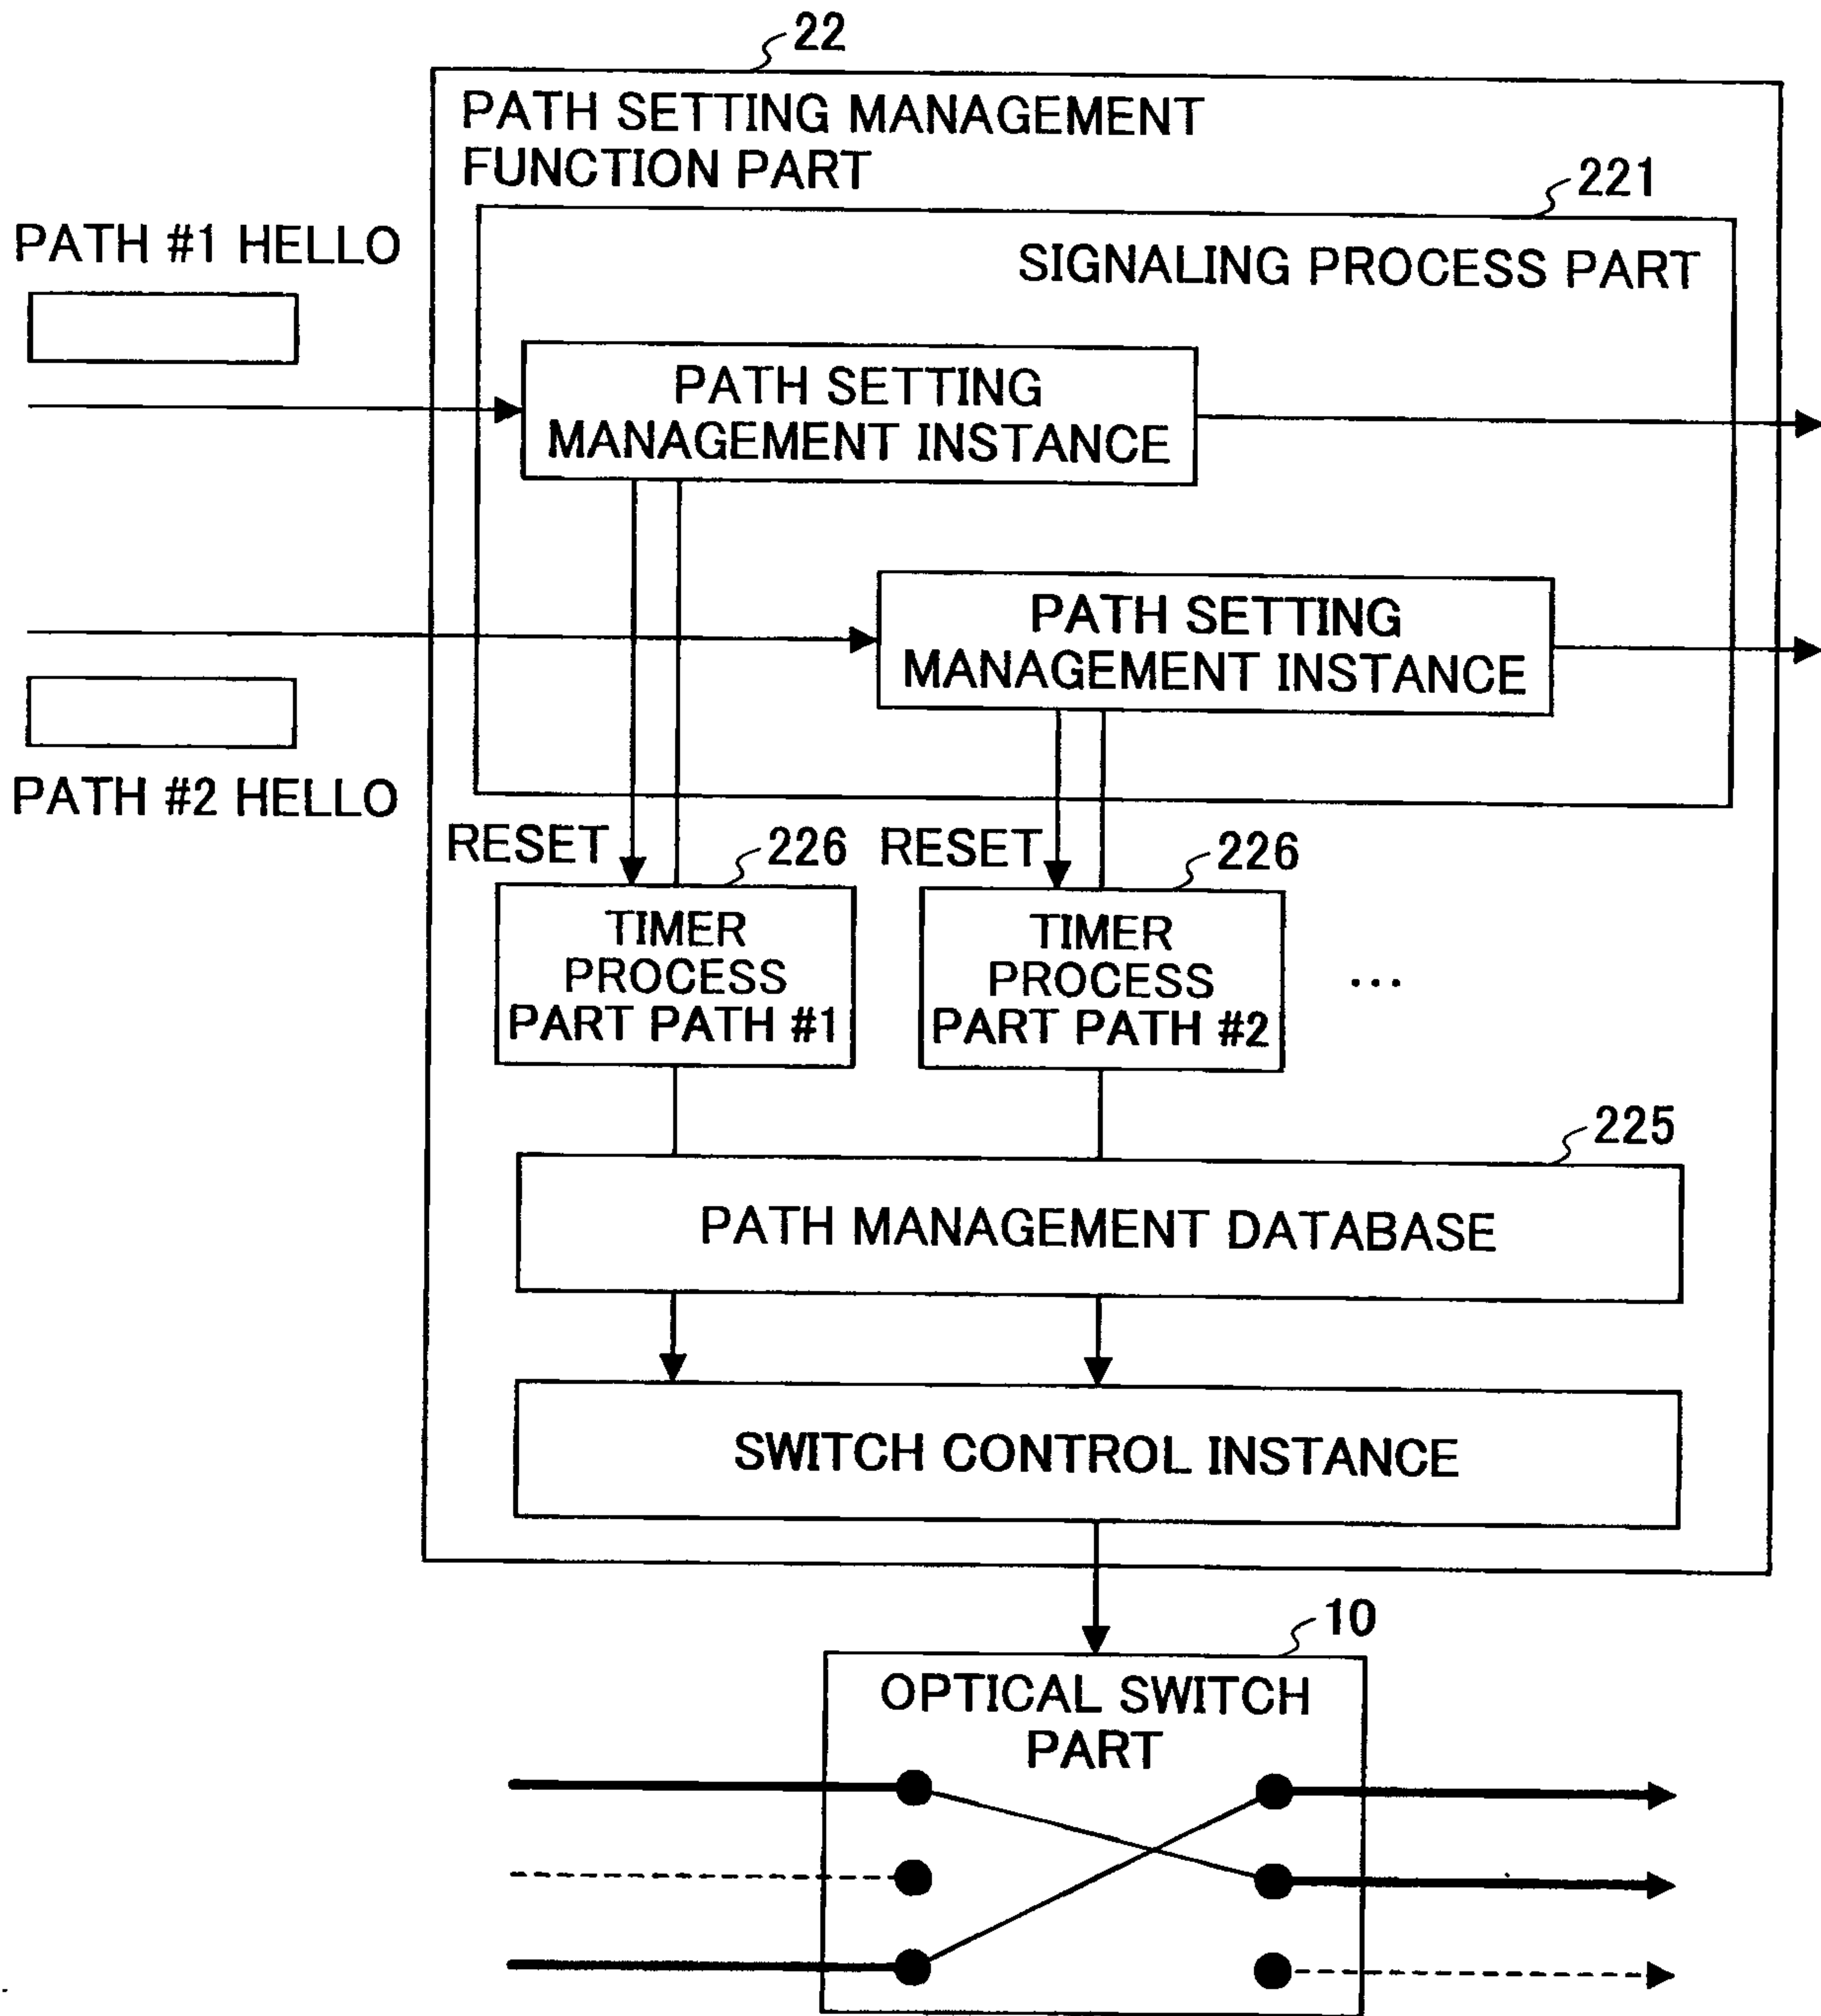 22
PATH SETTING MANAGEMENT
FUNCTION PART
221
PATH #1 HELLO
SIGNALING PROCESS PART
PATH SETTING
MANAGEMENT INSTANCE
PATH SETTING
MANAGEMENT INSTANCE
PATH #2 HELLO
RESET
226
RESET
226
TIMER
PROCESS
PART PATH #1
TIMER
PROCESS
PART PATH #2
...
225
PATH MANAGEMENT DATABASE
SWITCH CONTROL INSTANCE
10
OPTICAL SWITCH
PART